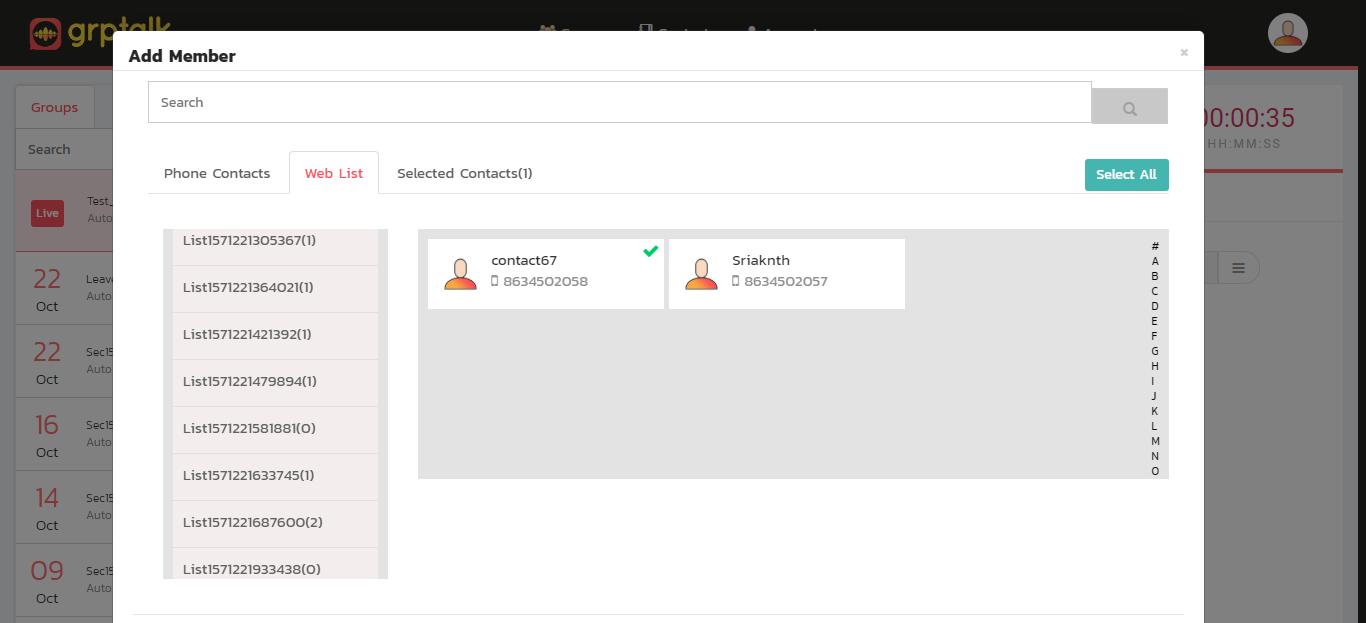 grptalk
Add Member
×
Search
Groups
00:00:35
HH:MM:SS
Search
Phone Contacts
Web List
Selected Contacts(1)
Select All
Live
Test_
Auto
List1571221305367(1)
List1571221364021(1)
List1571221421392(1)
List1571221479894(1)
List1571221581881(0)
List1571221633745(1)
List1571221687600(2)
List1571221933438(0)
contact67
8634502058
Sriaknth
8634502057
#
A
B
C
D
E
F
G
H
I
J
K
L
M
N
O
22
Oct
Leave
Auto
22
Oct
Sec15
Auto
16
Oct
Sec15
Auto
14
Oct
Sec15
Auto
09
Oct
Sec15
Auto